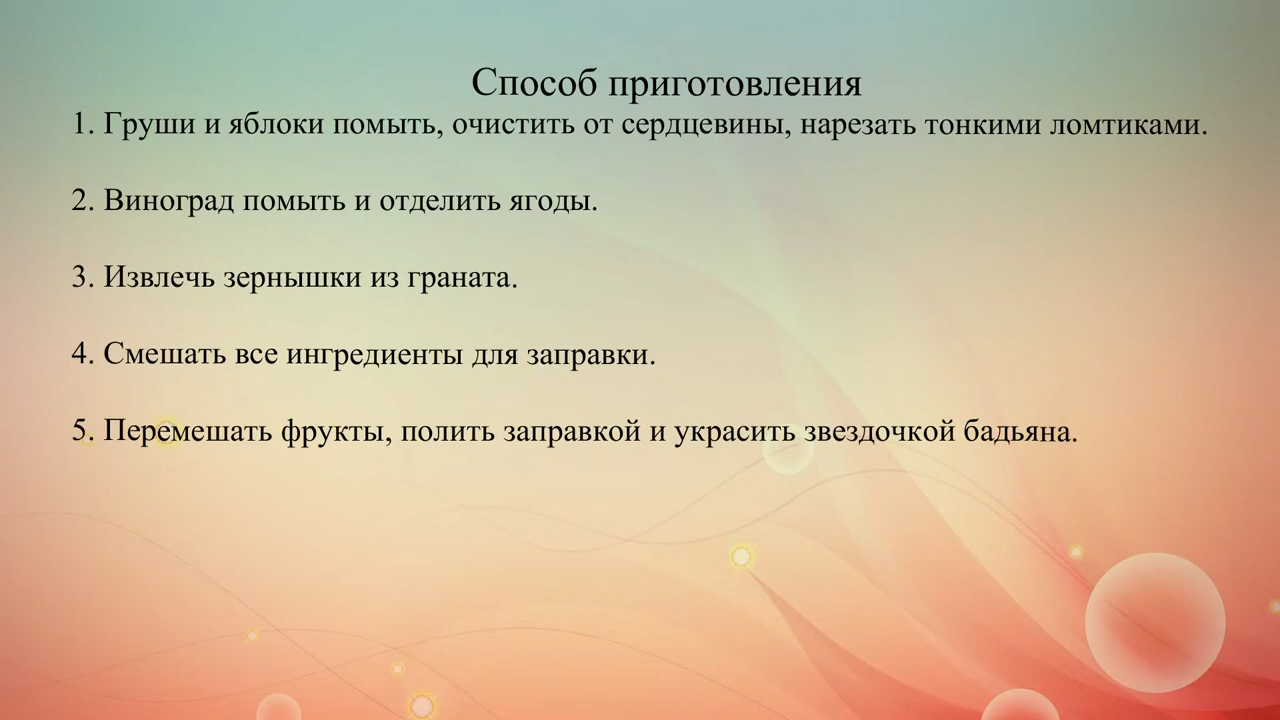 Способ приготовления
1. Груши и яблоки помыть, очистить от сердцевины, нарезать тонкими ломтиками.
2. Виноград помыть и отделить ягоды.
3. Извлечь зернышки из граната.
4. Смешать все ингредиенты для заправки.
5. Перемешать фрукты, полить заправкой и украсить звездочкой бадьяна.